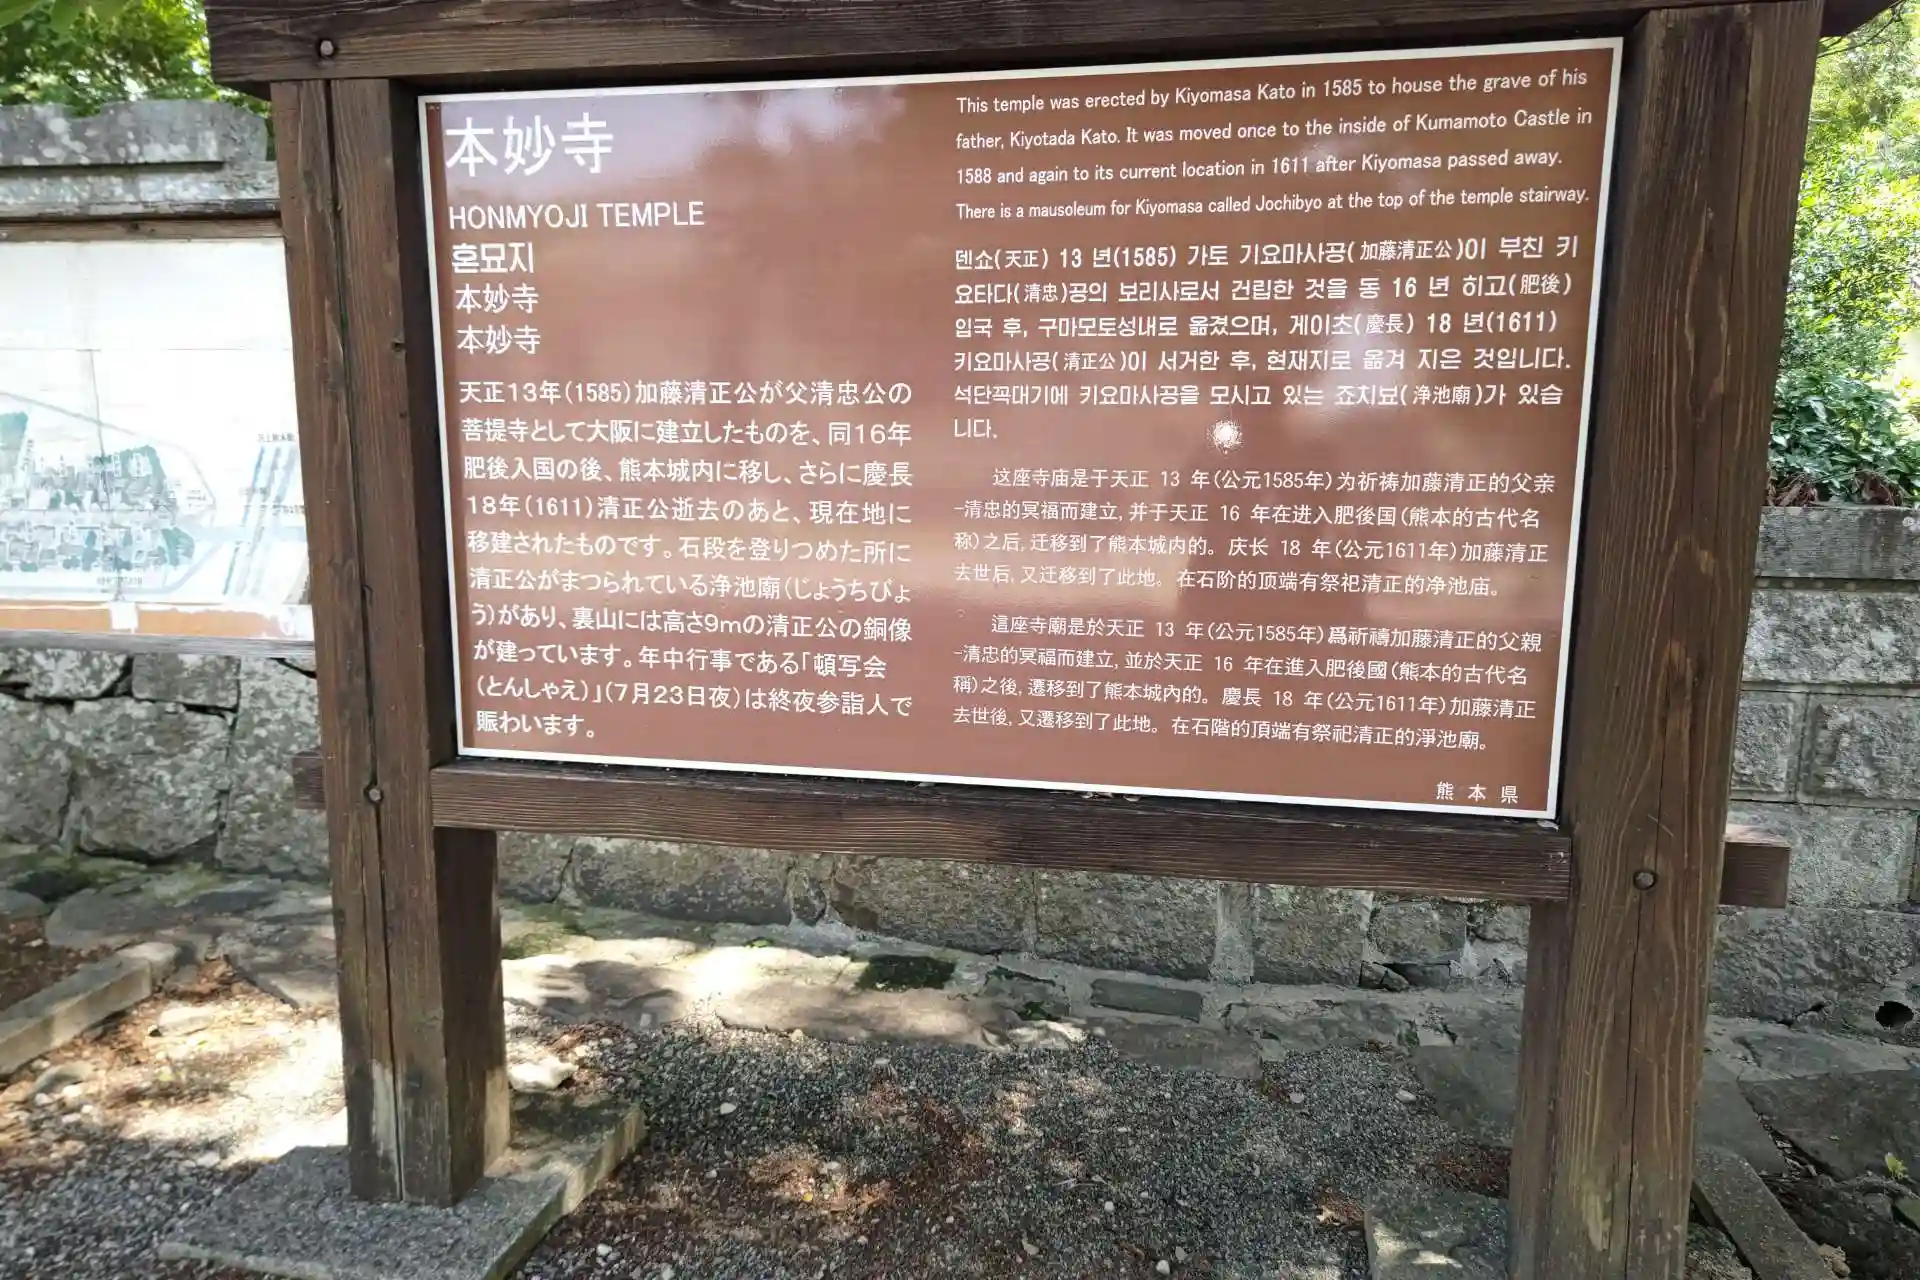 本妙寺
HONMYOJI TEMPLE
혼묘지
本妙寺
本妙寺
天正13年(1585)加藤清正公が父清忠公の
菩提寺として大阪に建立したものを、同16年
肥後入国の後、熊本城内に移し、さらに慶長
18年(1611)清正公逝去のあと、現在地に
移建されたものです。石段を登りつめた所に
清正公がまつられている浄池廟(じょうちびょ
う)があり、裏山には高さ9mの清正公の銅像
が建っています。年中行事である「頓写会
(とんしゃえ)」(7月23日夜)は終夜参詣人で
賑わいます。
This temple was erected by Kiyomasa Kato in 1585 to house the grave of his
father, Kiyotada Kato. It was moved once to the inside of Kumamoto Castle in
1588 and again to its current location in 1611 after Kiyomasa passed away.
There is a mausoleum for Kiyomasa called Jochibyo at the top of the temple stairway.
덴쇼(天正) 13 년(1585) 가토 기요마사공(加藤清正公)이 부친 키
요타다(清忠)공의 보리사로서 건립한 것을 동 16 년 히고(肥後)
입국 후, 구마모토성내로 옮겼으며, 게이초(慶長) 18 년(1611)
키요마사공(清正公)이 서거한 후, 현재지로 옮겨 지은 것입니다.
석단꼭대기에 키요마사공을 모시고 있는 죠치뵤(浄池廟)가 있습
니다.
这座寺庙是于天正 13 年(公元1585年)为祈祷加藤清正的父亲
-清忠的冥福而建立,并于天正 16 年在进入肥後国(熊本的古代名
称)之后,迁移到了熊本城内的。庆长 18 年(公元1611年)加藤清正
去世后,又迁移到了此地。在石阶的顶端有祭祀清正的净池庙。
這座寺廟是於天正 13 年(公元1585年)爲祈禱加藤清正的父親
-清忠的冥福而建立,並於天正 16 年在進入肥後國(熊本的古代名
稱)之後,遷移到了熊本城內的。慶長 18 年(公元1611年)加藤清正
去世後,又遷移到了此地。在石階的頂端有祭祀清正的淨池廟。
熊本県